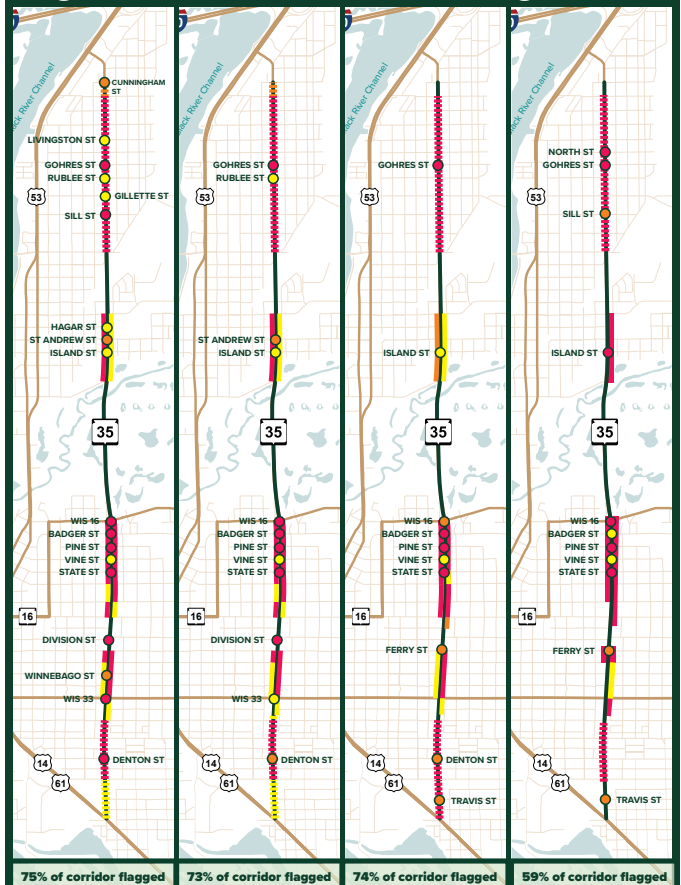 Black River Channel
CUNNINGHAM
ST
LIVINGSTON ST
GOHRES ST
RUBLEE ST
GILLETTE ST
53
SILL ST
HAGAR ST
ST ANDREW ST
ISLAND ST
35
WIS 16
BADGER ST
PINE ST
VINE ST
STATE ST
16
DIVISION ST
WINNEBAGO ST
WIS 33
DENTON ST
14
61
75% of corridor flagged
Black River Channel
GOHRES ST
RUBLEE ST
53
ST ANDREW ST
ISLAND ST
35
WIS 16
BADGER ST
PINE ST
VINE ST
STATE ST
16
DIVISION ST
WIS 33
DENTON ST
14
61
73% of corridor flagged
Black River Channel
GOHRES ST
53
ISLAND ST
35
WIS 16
BADGER ST
PINE ST
VINE ST
STATE ST
16
FERRY ST
DENTON ST
14
61
TRAVIS ST
74% of corridor flagged
Black River Channel
NORTH ST
GOHRES ST
53
SILL ST
ISLAND ST
35
WIS 16
BADGER ST
PINE ST
VINE ST
STATE ST
16
FERRY ST
14
61
TRAVIS ST
59% of corridor flagged